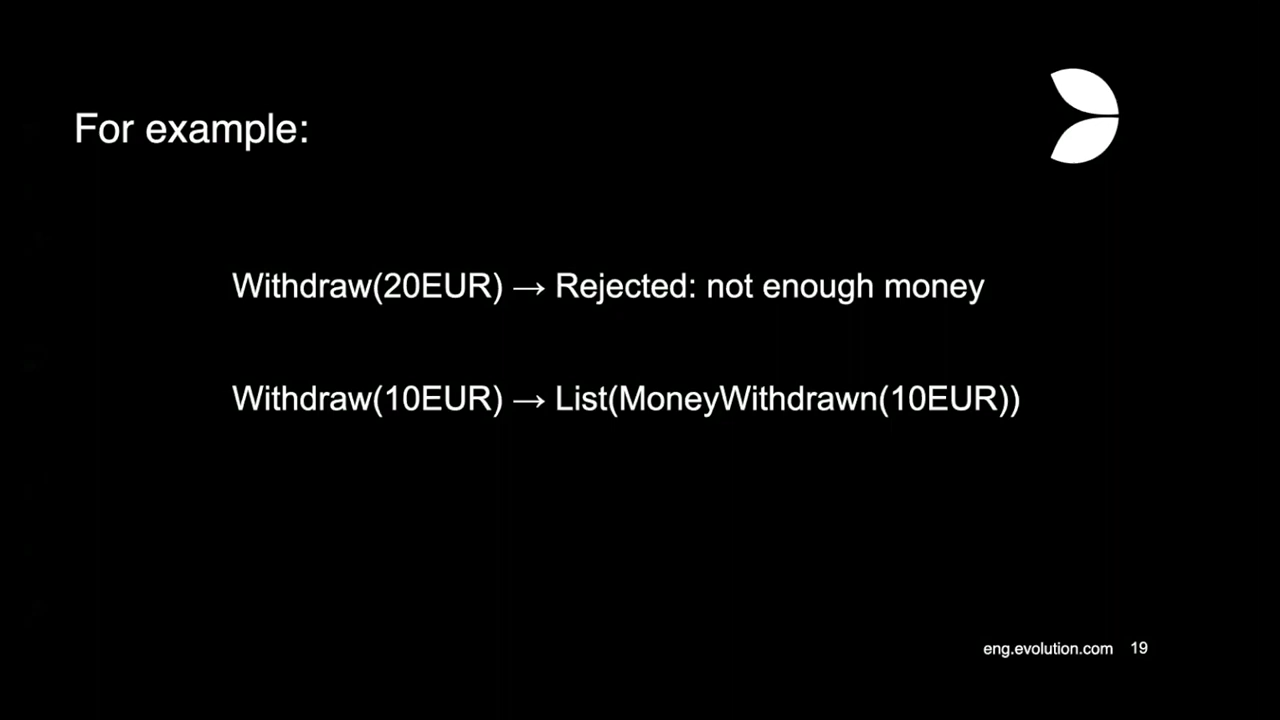 For example:
Withdraw(20EUR) → Rejected: not enough money
Withdraw(10EUR) → List(MoneyWithdrawn(10EUR))
eng.evolution.com 19